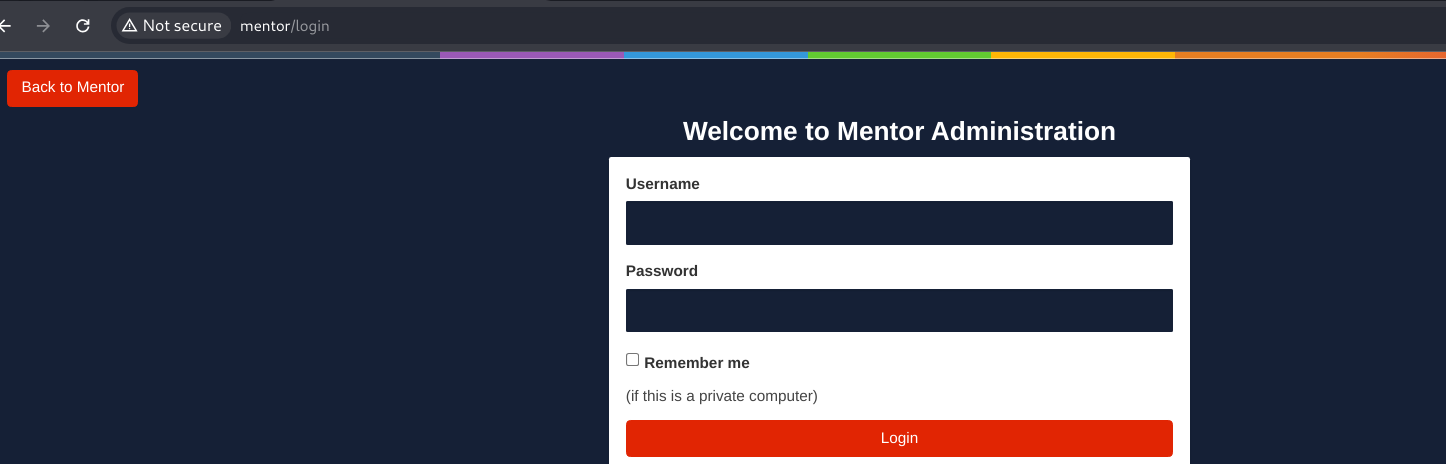 Not secure mentor/login
Back to Mentor
Welcome to Mentor Administration
Username
Password
Remember me
(if this is a private computer)
Login